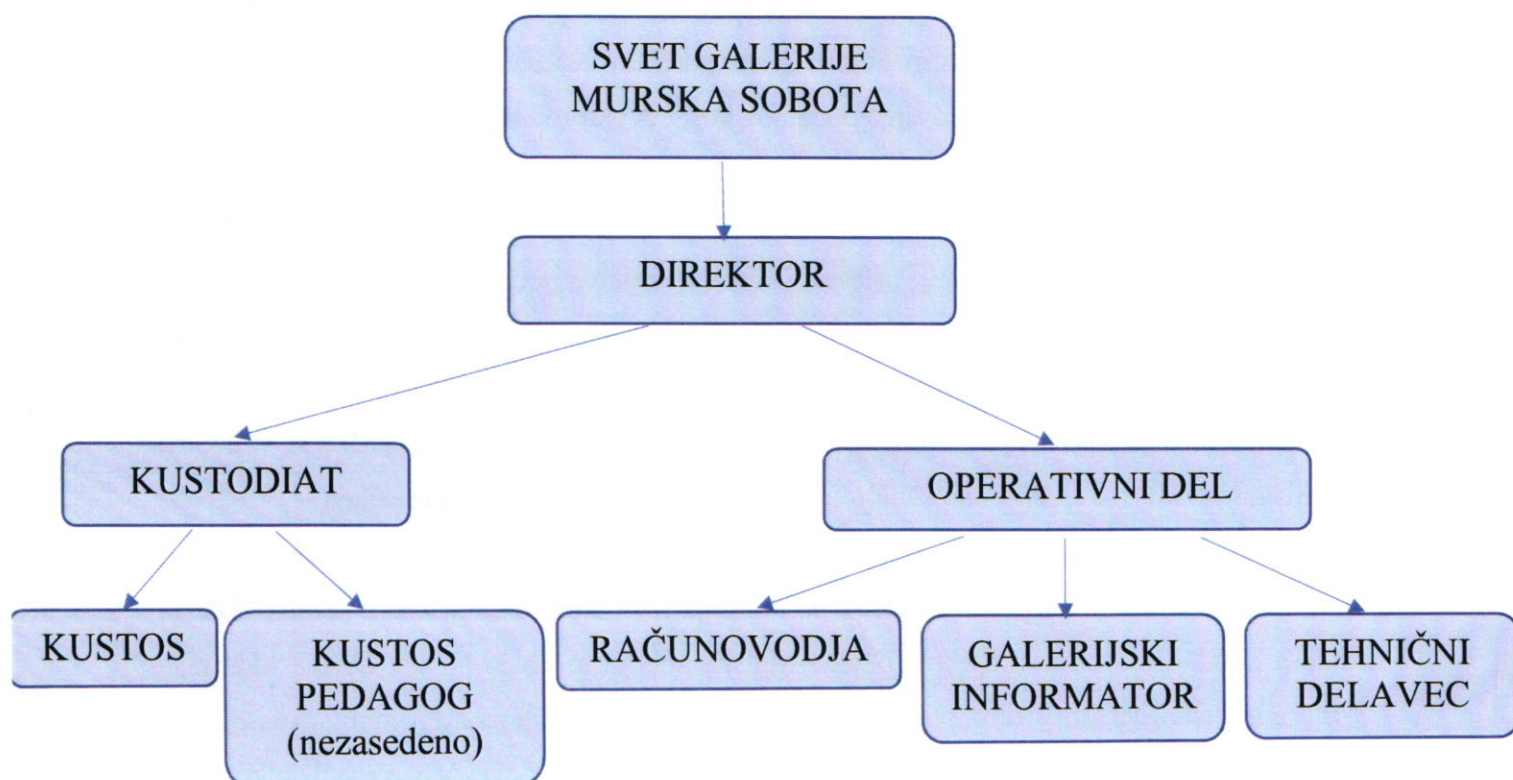 SVET GALERIJE
MURSKA SOBOTA
DIREKTOR
KUSTODIAT
OPERATIVNI DEL
KUSTOS
KUSTOS
PEDAGOG
(nezasedeno)
RAČUNOVODJA
GALERIJSKI
INFORMATOR
TEHNIČNI
DELAVEC